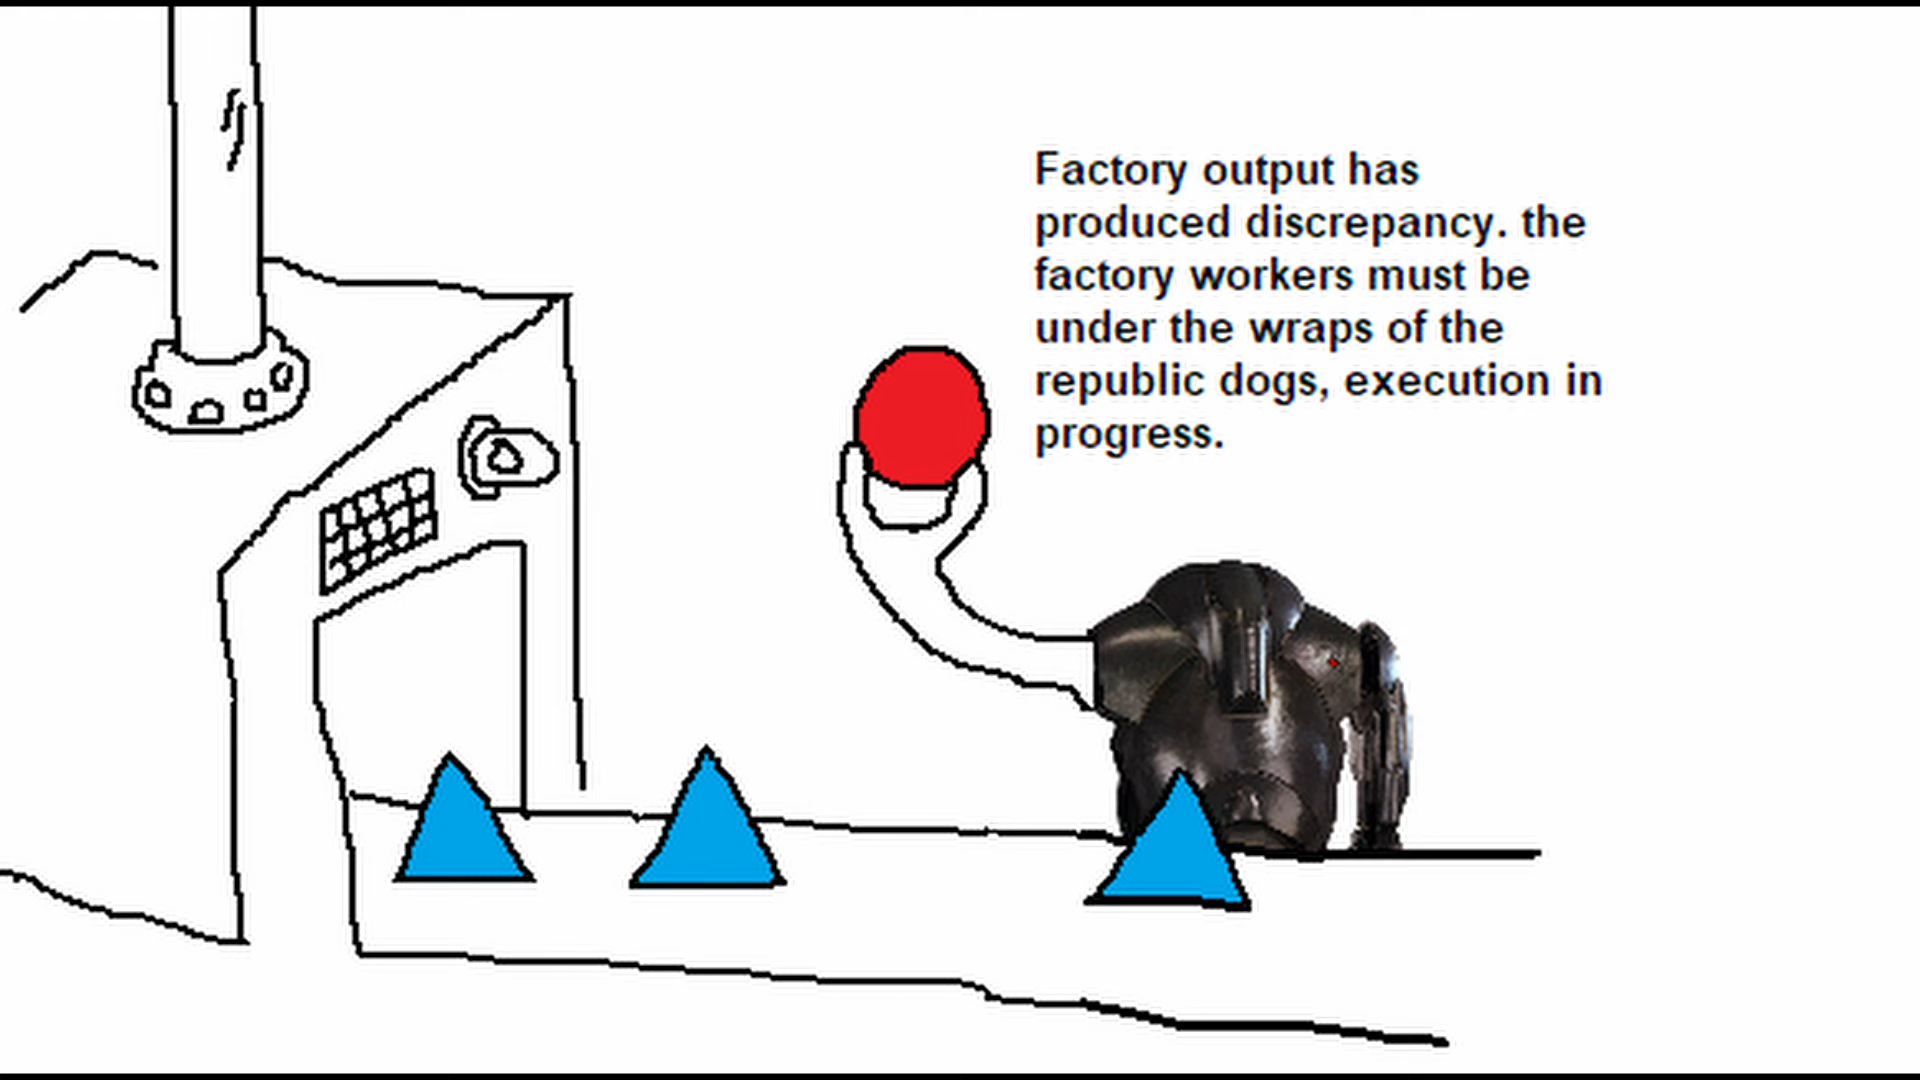 Factory output has
produced discrepancy. the
factory workers must be
under the wraps of the
republic dogs, execution in
progress.